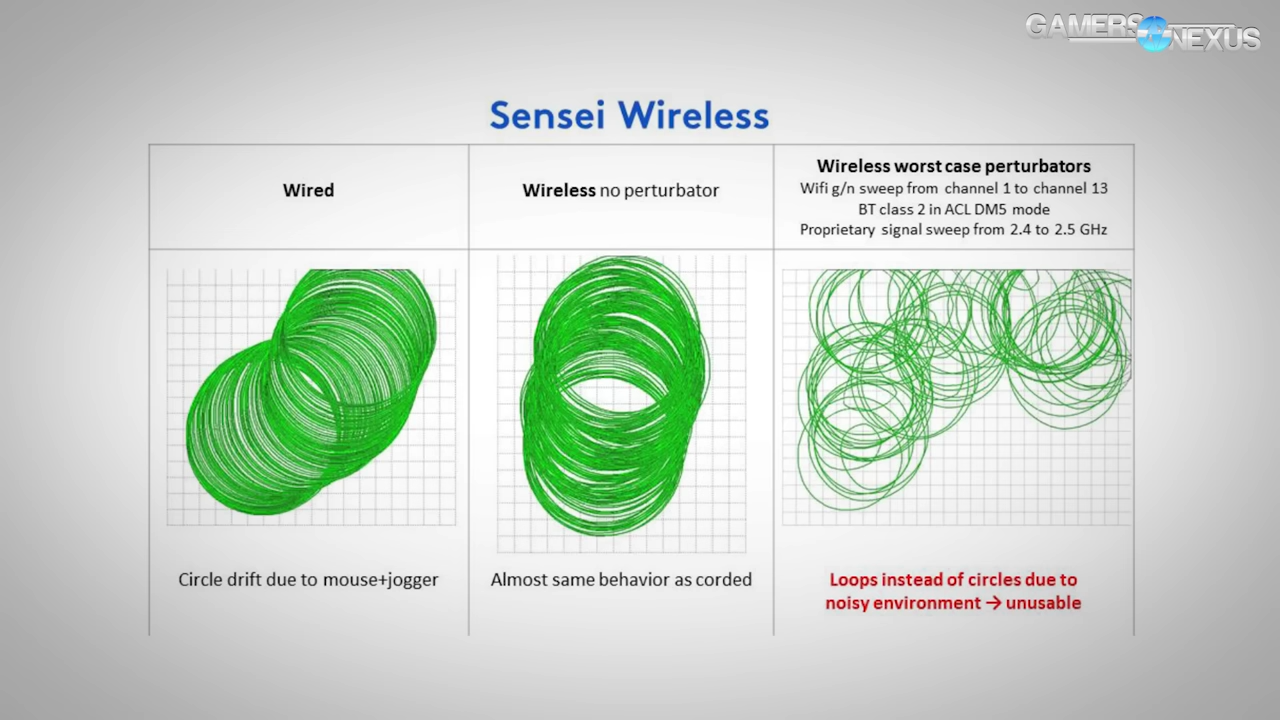 GAMERS NEXUS
Sensei Wireless
Wired
Wireless no perturbator
Wireless worst case perturbators
Wifi g/n sweep from channel 1 to channel 13
BT class 2 in ACL DM5 mode
Proprietary signal sweep from 2.4 to 2.5 GHz
Circle drift due to mouse+jogger
Almost same behavior as corded
Loops instead of circles due to
noisy environment → unusable